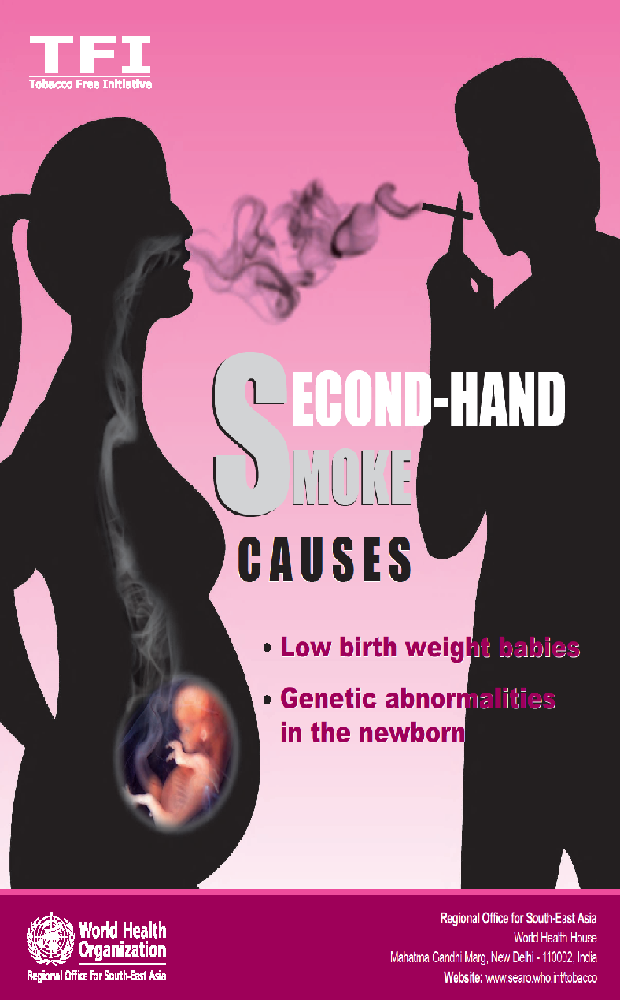 TFI
Tobacco Free Initiative
SECOND-HAND
SMOKE
CAUSES
• Low birth weight babies
• Genetic abnormalities
in the newborn
World Health
Organization
Regional Office for South-East Asia
Regional Office for South-East Asia
World Health House
Mahatma Gandhi Marg, New Delhi - 110002, India
Website: www.searo.who.int/tobacco